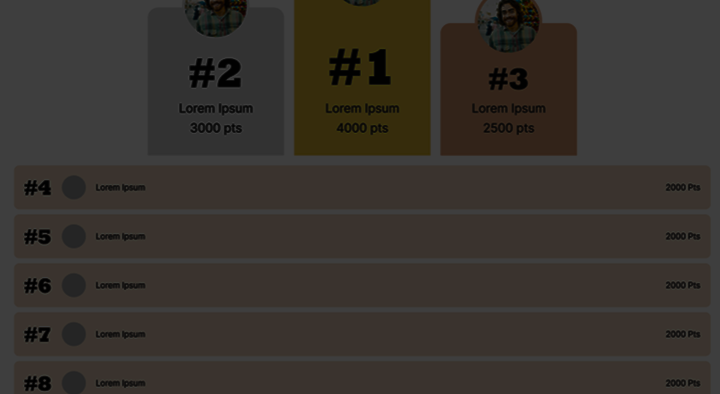 #2
Lorem Ipsum
3000 pts
#1
Lorem Ipsum
4000 pts
#3
Lorem Ipsum
2500 pts
#4 Lorem Ipsum 2000 Pts
#5 Lorem Ipsum 2000 Pts
#6 Lorem Ipsum 2000 Pts
#7 Lorem Ipsum 2000 Pts
#8 Lorem Ipsum 2000 Pts